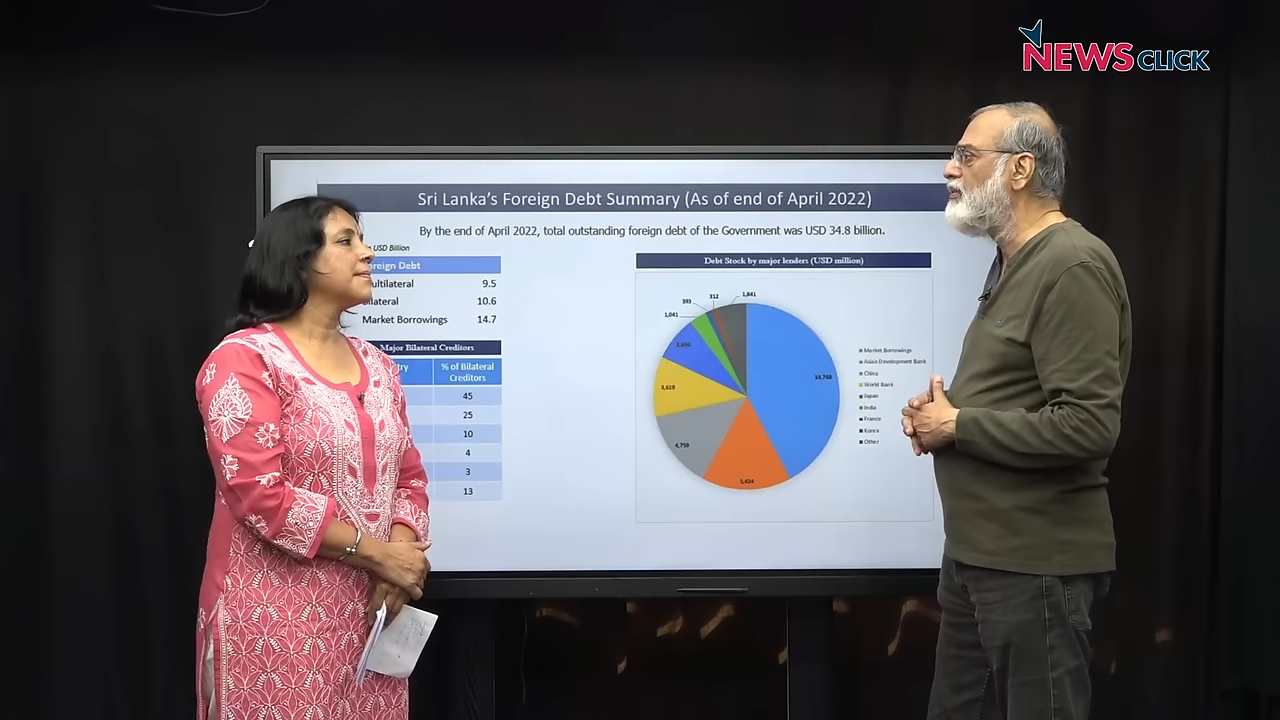 NEWSCLICK
Sri Lanka's Foreign Debt Summary (As of end of April 2022)
By the end of April 2022, total outstanding foreign debt of the Government was USD 34.8 billion.
USD Billion
Debt Stock by major lenders (USD million)
Multilateral 9.5
Bilateral 10.6
Market Borrowings 14.7
Major Bilateral Creditors
% of Bilateral
Creditors
45
25
10
4
3
13
312
1,841
393
1,041
14,768
3,619
4,739
5,424
Market Borrowings
Asian Development Bank
China
World Bank
Japan
India
France
Korea
Other